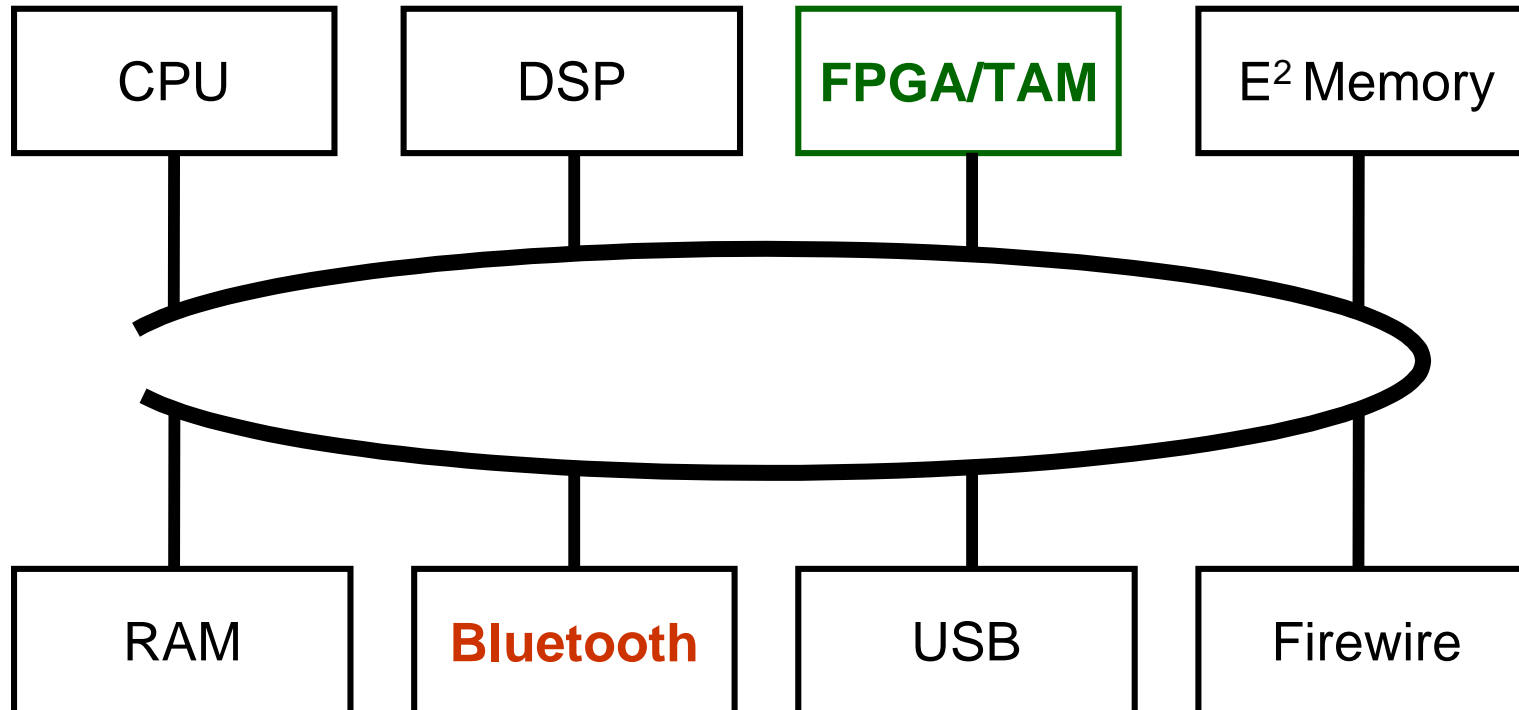 CPU
DSP
FPGA/TAM
E² Memory
RAM
Bluetooth
USB
Firewire